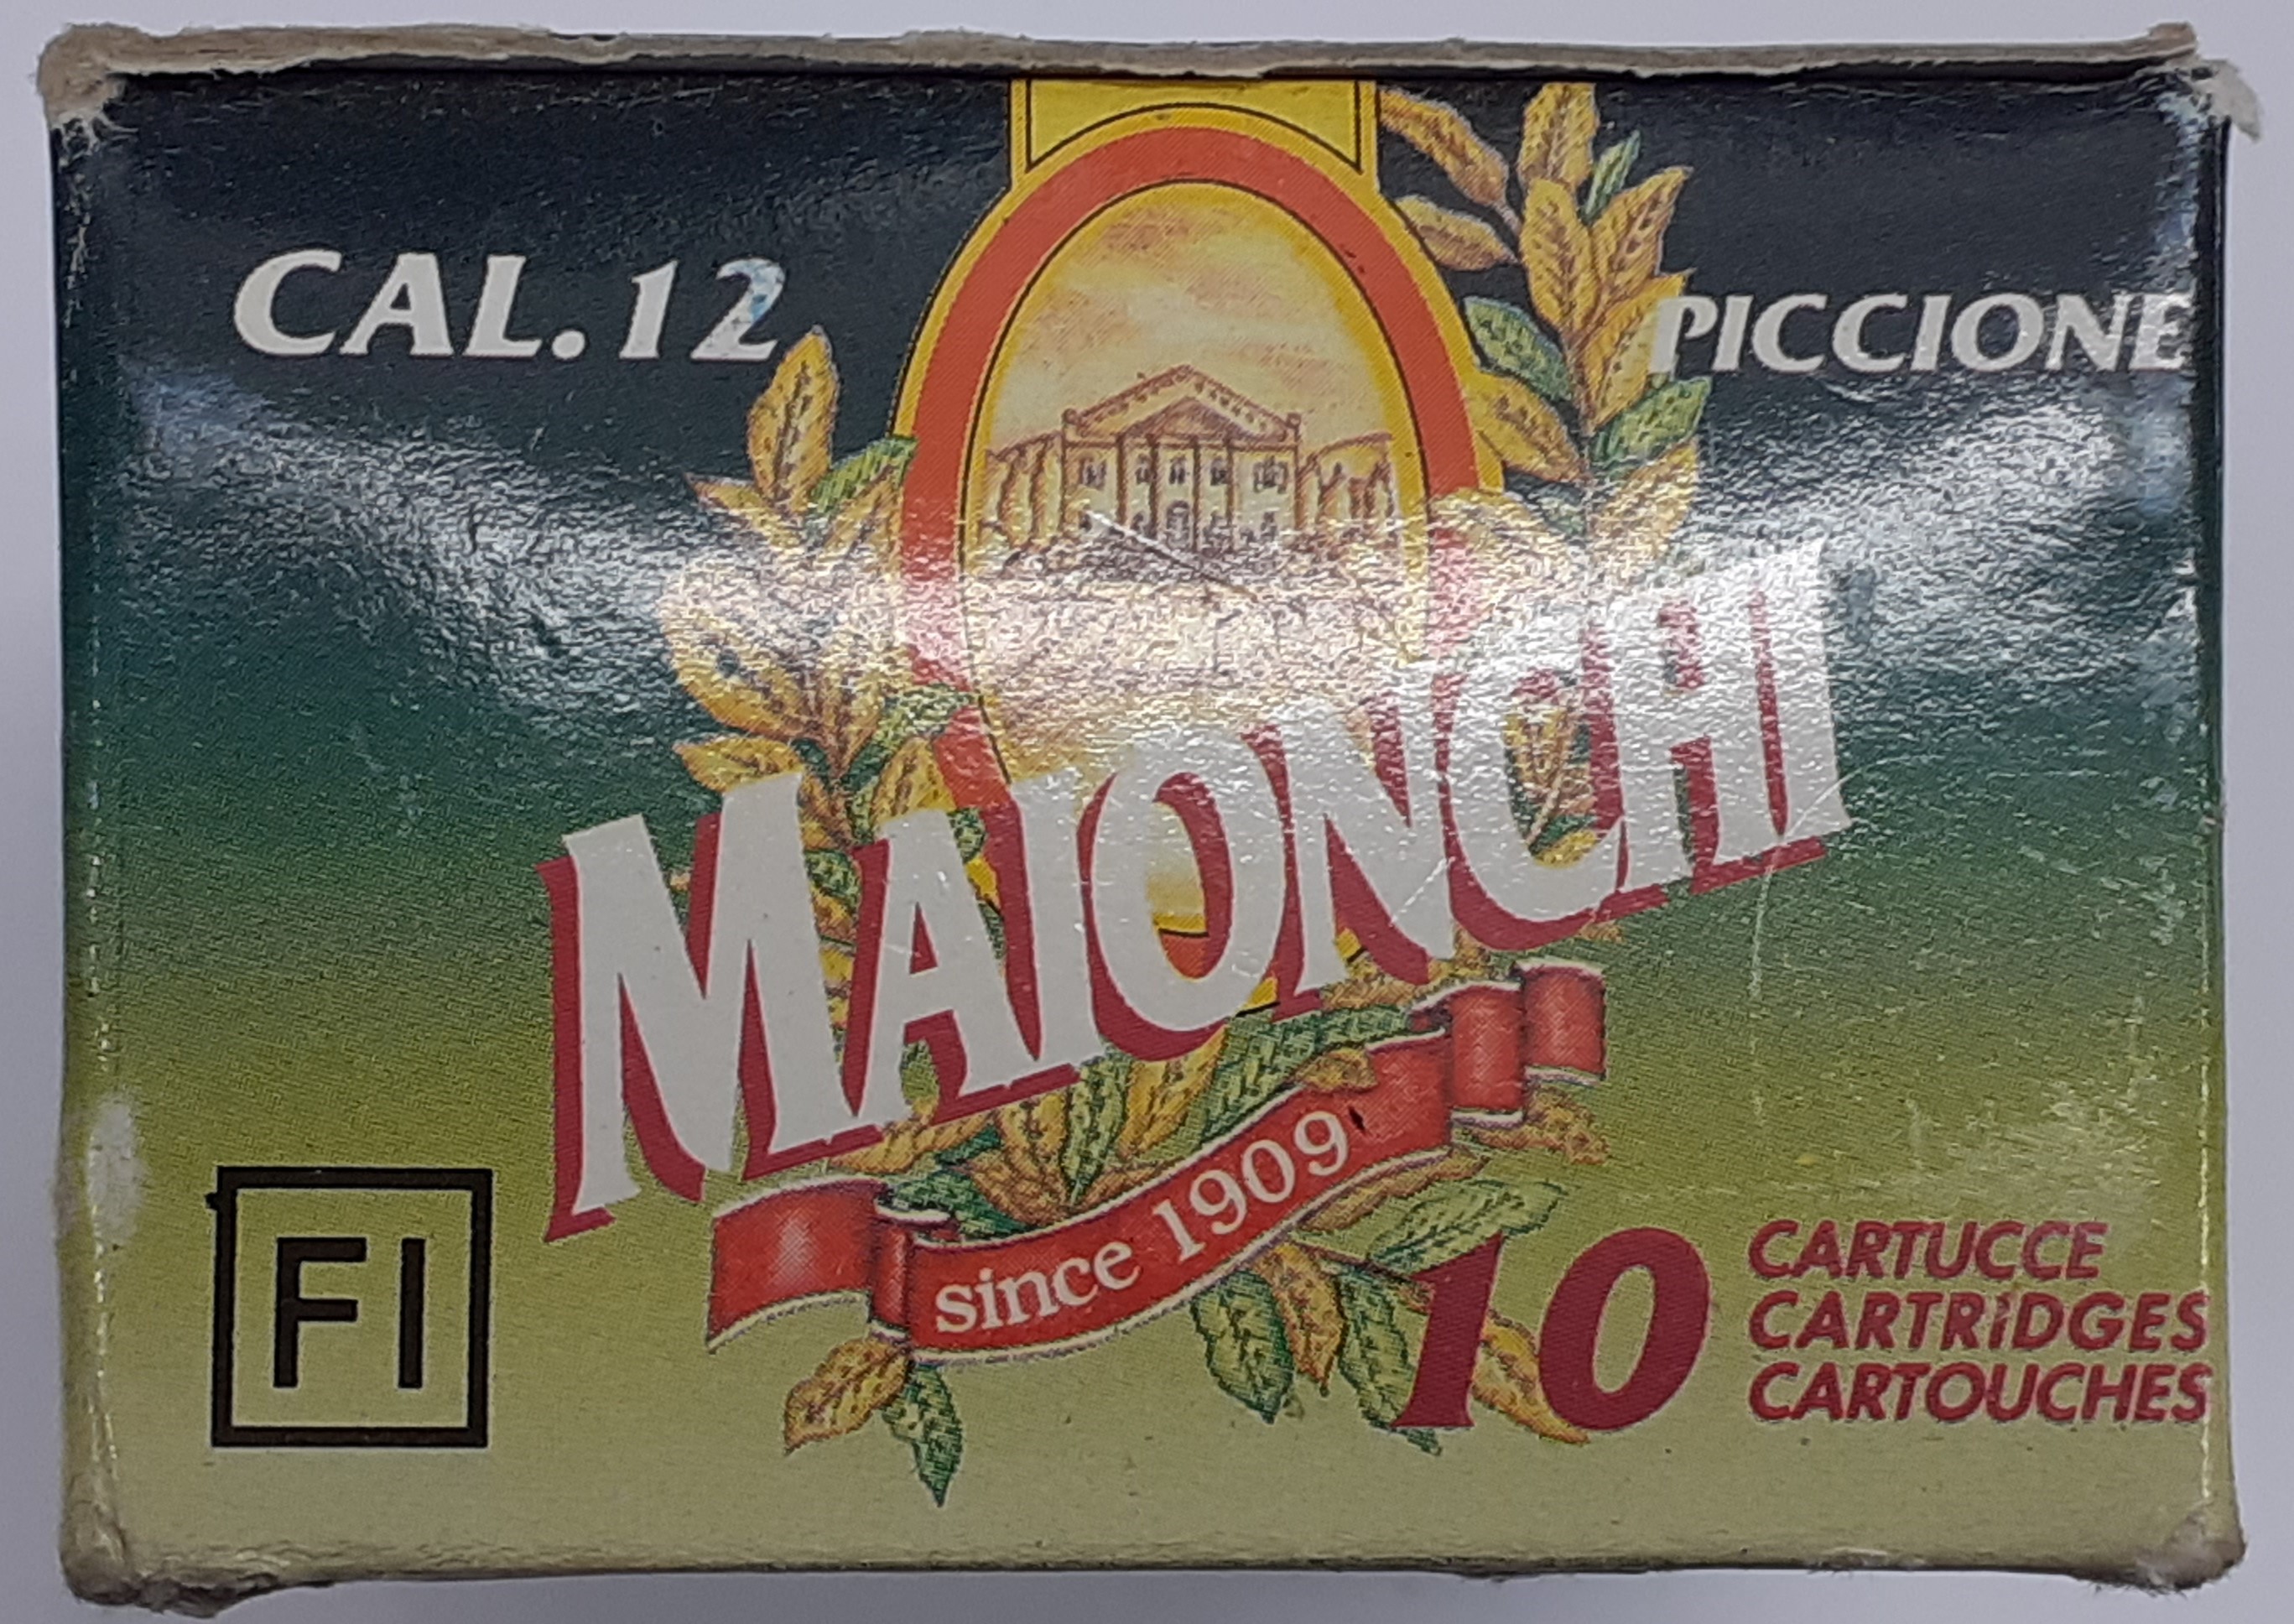 CAL.12
PICCIONE
MAIONCHI
since 1909
FI
10
CARTUCCE
CARTRIDGES
CARTOUCHES